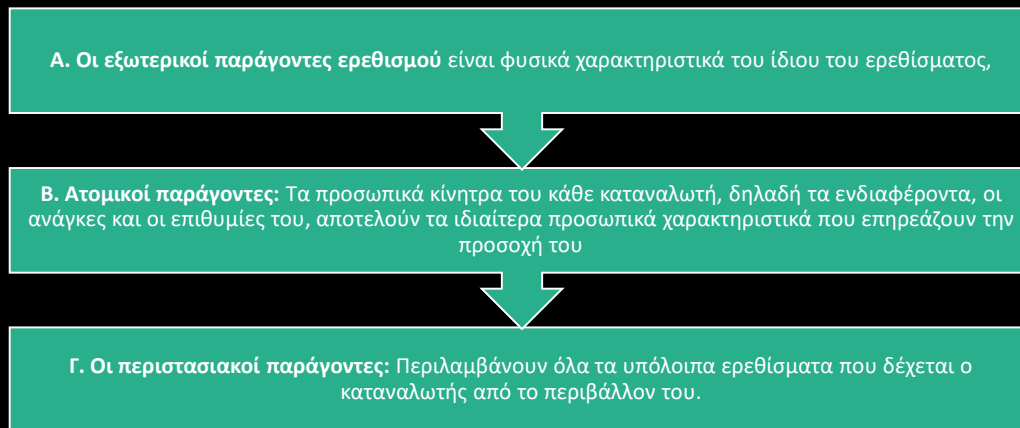 Α. Οι εξωτερικοί παράγοντες ερεθισμού είναι φυσικά χαρακτηριστικά του ίδιου του ερεθίσματος,
Β. Ατομικοί παράγοντες: Τα προσωπικά κίνητρα του κάθε καταναλωτή, δηλαδή τα ενδιαφέροντα, οι
ανάγκες και οι επιθυμίες του, αποτελούν τα ιδιαίτερα προσωπικά χαρακτηριστικά που επηρεάζουν την
προσοχή του
Γ. Οι περιστασιακοί παράγοντες: Περιλαμβάνουν όλα τα υπόλοιπα ερεθίσματα που δέχεται ο
καταναλωτής από το περιβάλλον του.